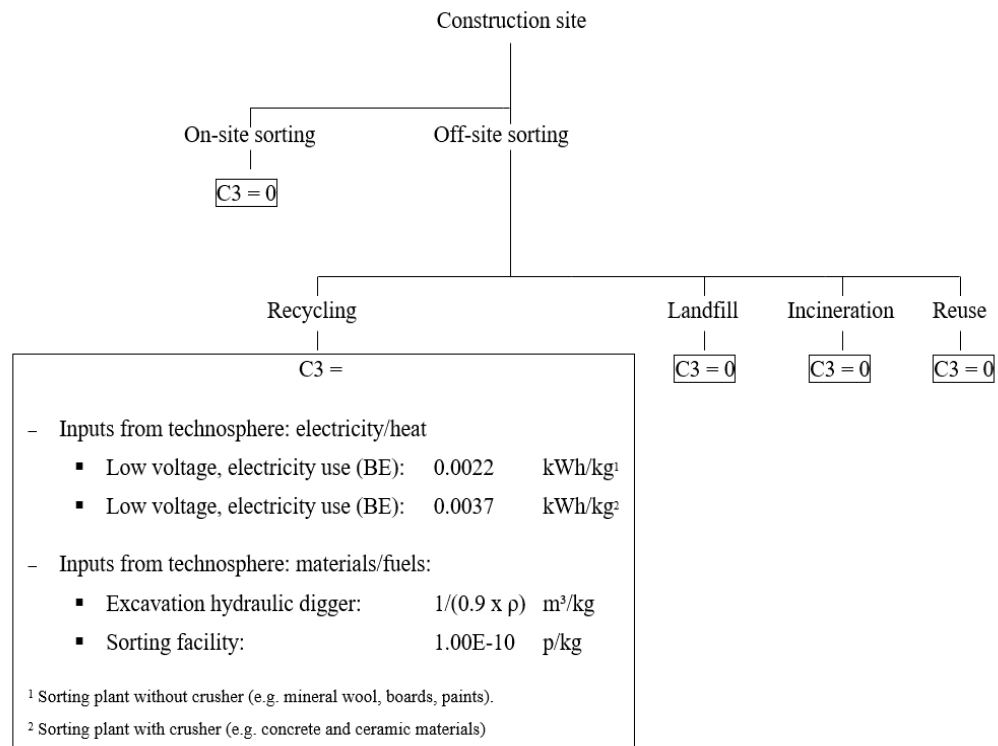 Construction site
On-site sorting Off-site sorting
C3 = 0
Recycling Landfill Incineration Reuse
C3 = C3 = 0 C3 = 0 C3 = 0
– Inputs from technosphere: electricity/heat
▪ Low voltage, electricity use (BE): 0.0022 kWh/kg¹
▪ Low voltage, electricity use (BE): 0.0037 kWh/kg²
– Inputs from technosphere: materials/fuels:
▪ Excavation hydraulic digger: 1/(0.9 x ρ) m³/kg
▪ Sorting facility: 1.00E-10 p/kg
¹ Sorting plant without crusher (e.g. mineral wool, boards, paints).
² Sorting plant with crusher (e.g. concrete and ceramic materials)